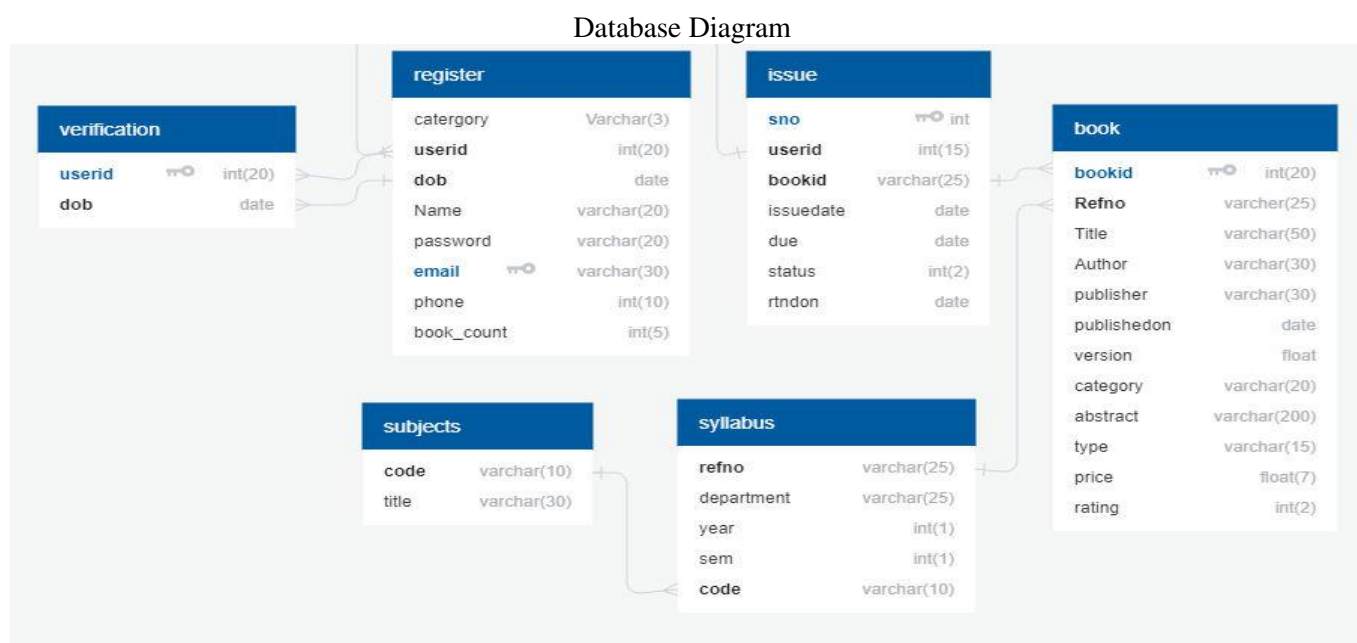 Database Diagram
verification
userid int(20)
dob date
register
catergory Varchar(3)
userid int(20)
dob date
Name varchar(20)
password varchar(20)
email varchar(30)
phone int(10)
book_count int(5)
issue
sno int
userid int(15)
bookid varchar(25)
issuedate date
due date
status int(2)
rtndon date
book
bookid int(20)
Refno varcher(25)
Title varchar(50)
Author varchar(30)
publisher varchar(30)
publishedon date
version float
category varchar(20)
abstract varchar(200)
type varchar(15)
price float(7)
rating int(2)
subjects
code varchar(10)
title varchar(30)
syllabus
refno varchar(25)
department varchar(25)
year int(1)
sem int(1)
code varchar(10)